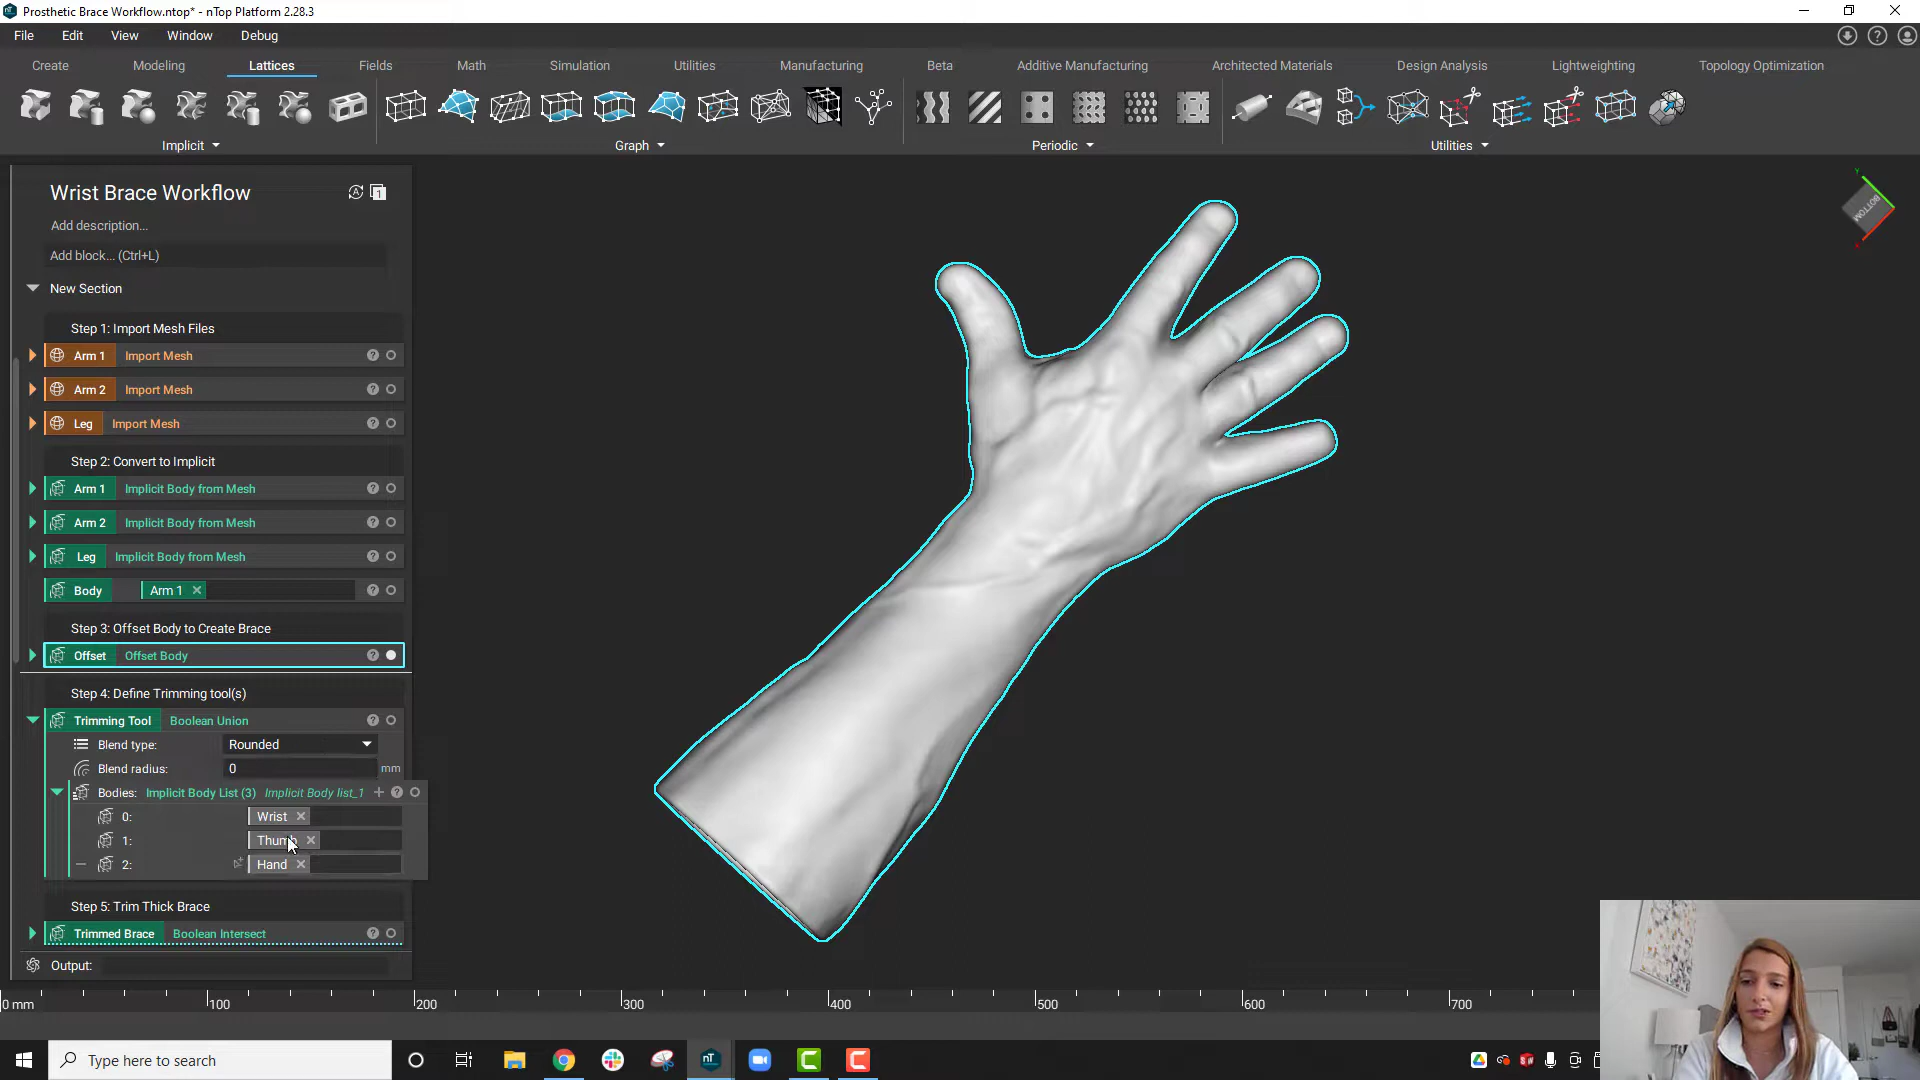 Prosthetic Brace Workflow.ntop* - nTop Platform 2.28.3
File Edit View Window Debug
Create Modeling Lattices Fields Math Simulation Utilities Manufacturing Beta Additive Manufacturing Architected Materials Design Analysis Lightweighting Topology Optimization
Implicit Graph Periodic Utilities
Wrist Brace Workflow
Add description...
Add block... (Ctrl+L)
New Section
Step 1: Import Mesh Files
Arm 1 Import Mesh
Arm 2 Import Mesh
Leg Import Mesh
Step 2: Convert to Implicit
Arm 1 Implicit Body from Mesh
Arm 2 Implicit Body from Mesh
Leg Implicit Body from Mesh
Body Arm 1
Step 3: Offset Body to Create Brace
Offset Offset Body
Step 4: Define Trimming tool(s)
Trimming Tool Boolean Union
Blend type: Rounded
Blend radius: 0 mm
Bodies: Implicit Body List (3) Implicit Body list_1
0: Wrist
1: Thumb
2: Hand
Step 5: Trim Thick Brace
Trimmed Brace Boolean Intersect
Output:
0 mm 100 200 300 400 500 600 700
BOTTOM
Y
Type here to search